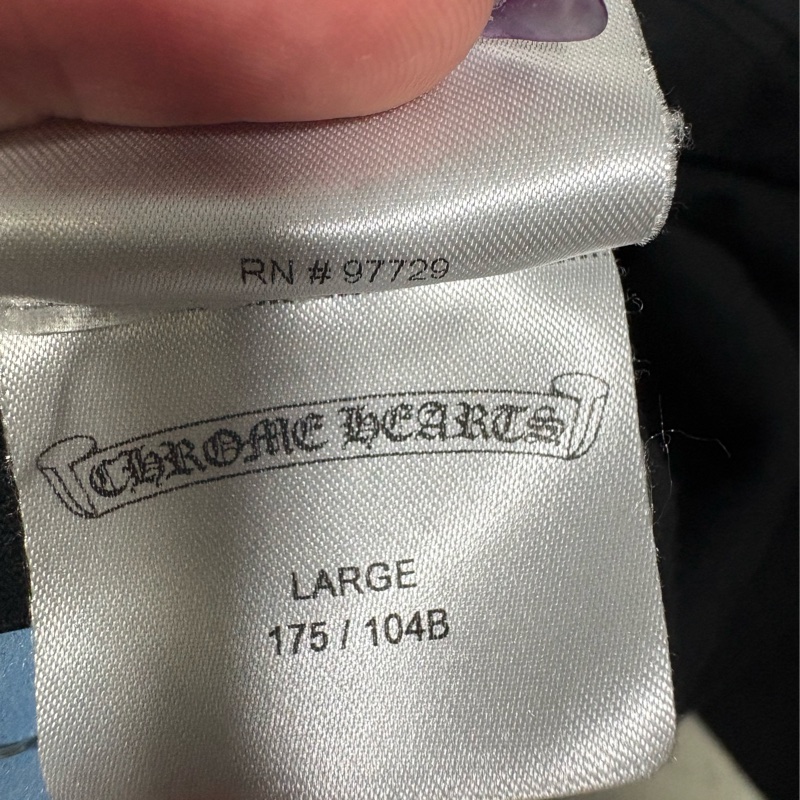 RN # 97729
CHROME HEARTS
LARGE
175 / 104B